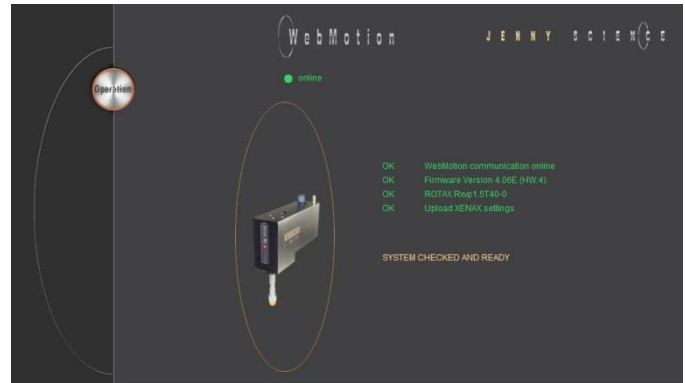 WebMotion
JENNY SCIENCE
online
Operation
OK WebMotion communication online
OK Firmware Version 4.06E (HW:4)
OK ROTAX Rxvp1.5T40-0
OK Upload XENAX settings
SYSTEM CHECKED AND READY